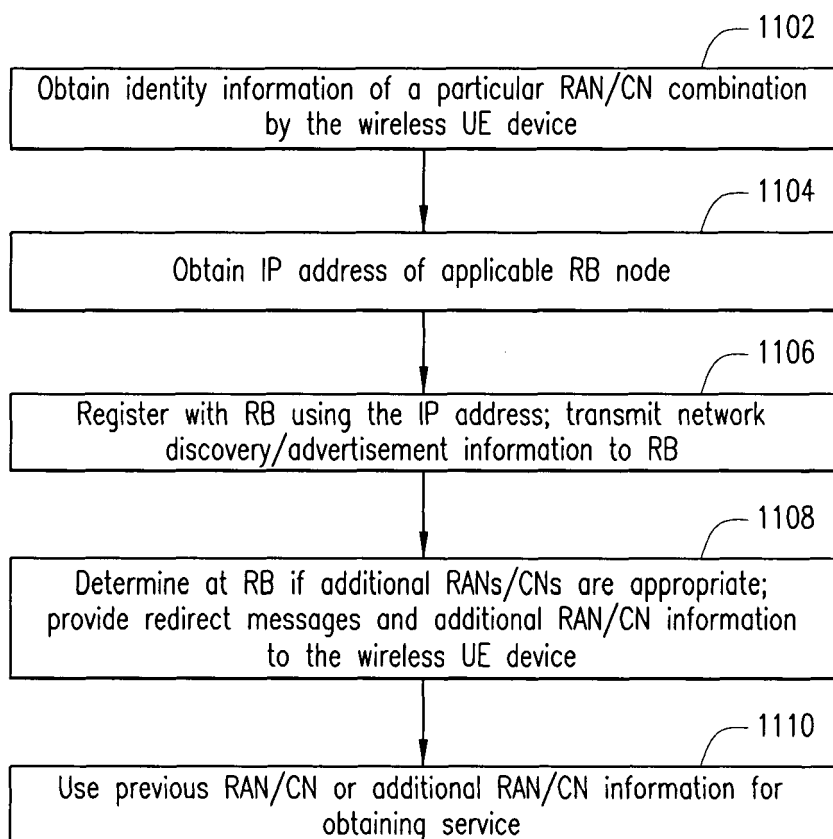 1102
Obtain identity information of a particular RAN/CN combination
by the wireless UE device
1104
Obtain IP address of applicable RB node
1106
Register with RB using the IP address; transmit network
discovery/advertisement information to RB
1108
Determine at RB if additional RANs/CNs are appropriate;
provide redirect messages and additional RAN/CN information
to the wireless UE device
1110
Use previous RAN/CN or additional RAN/CN information for
obtaining service